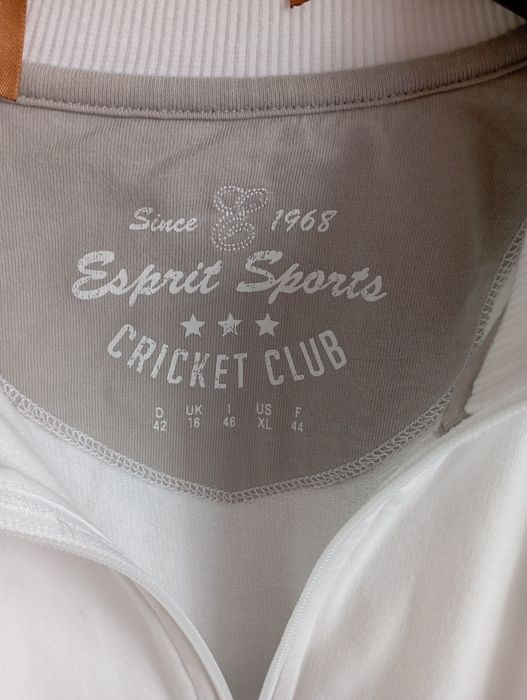 Since E 1968
Esprit Sports
CRICKET CLUB
D UK I US F
42 16 46 XL 44